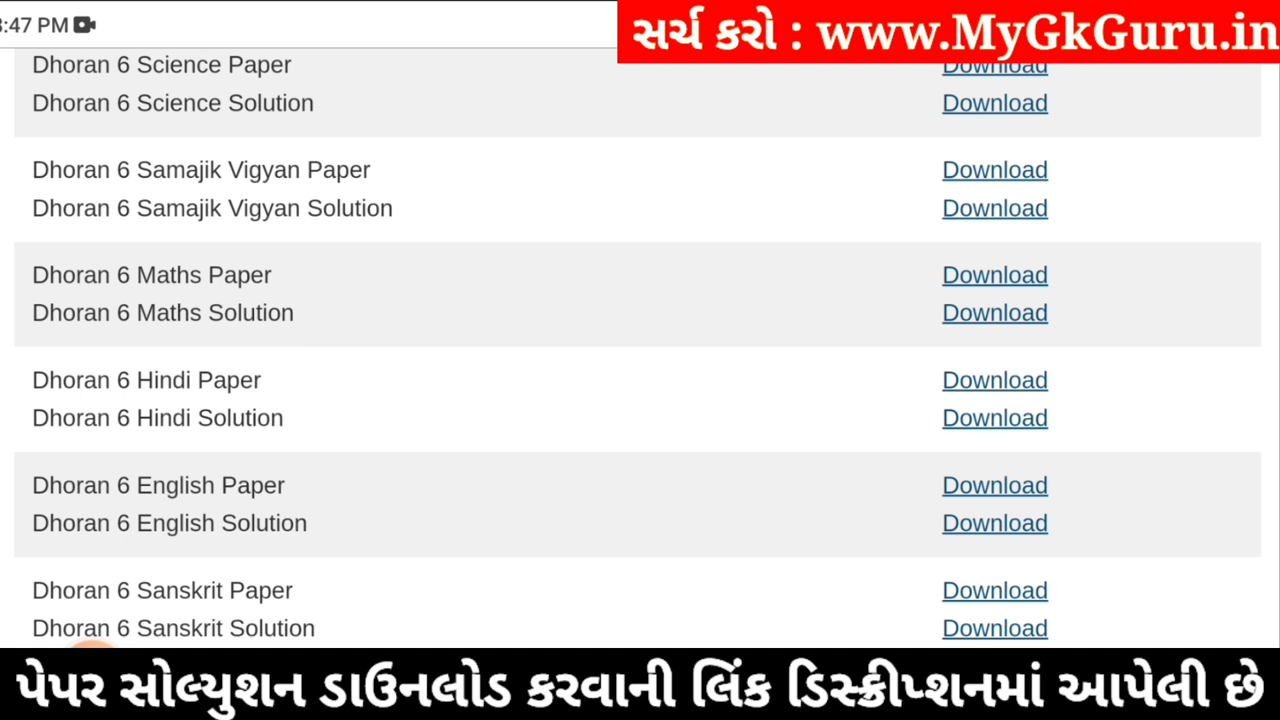 :47 PM
સર્ચ કરો : www.MyGkGuru.in
Dhoran 6 Science Paper Download
Dhoran 6 Science Solution Download
Dhoran 6 Samajik Vigyan Paper Download
Dhoran 6 Samajik Vigyan Solution Download
Dhoran 6 Maths Paper Download
Dhoran 6 Maths Solution Download
Dhoran 6 Hindi Paper Download
Dhoran 6 Hindi Solution Download
Dhoran 6 English Paper Download
Dhoran 6 English Solution Download
Dhoran 6 Sanskrit Paper Download
Dhoran 6 Sanskrit Solution Download
પેપર સોલ્યુશન ડાઉનલોડ કરવાની લિંક ડિસ્ક્રીપ્શનમાં આપેલી છે